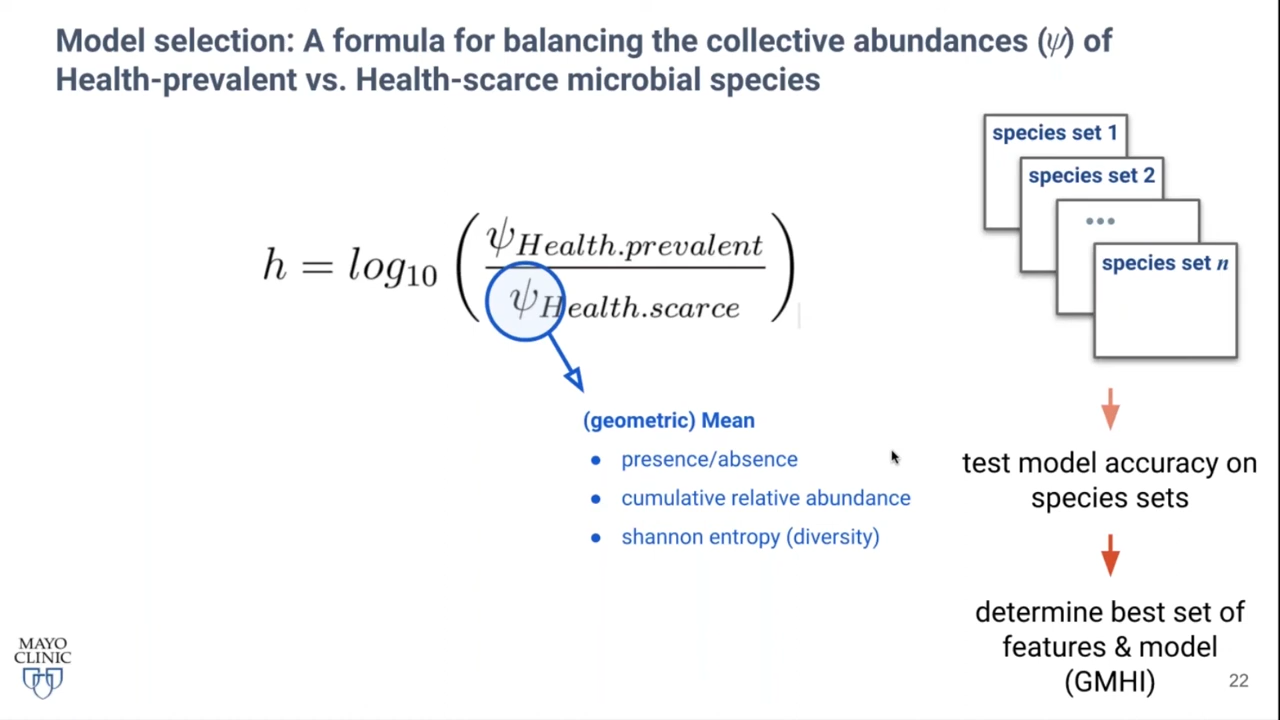 Model selection: A formula for balancing the collective abundances (ψ) of
Health-prevalent vs. Health-scarce microbial species
h = log10 ( ψHealth.prevalent / ψHealth.scarce )
(geometric) Mean
• presence/absence
• cumulative relative abundance
• shannon entropy (diversity)
species set 1
species set 2
•••
species set n
test model accuracy on
species sets
determine best set of
features & model
(GMHI)
MAYO
CLINIC
22